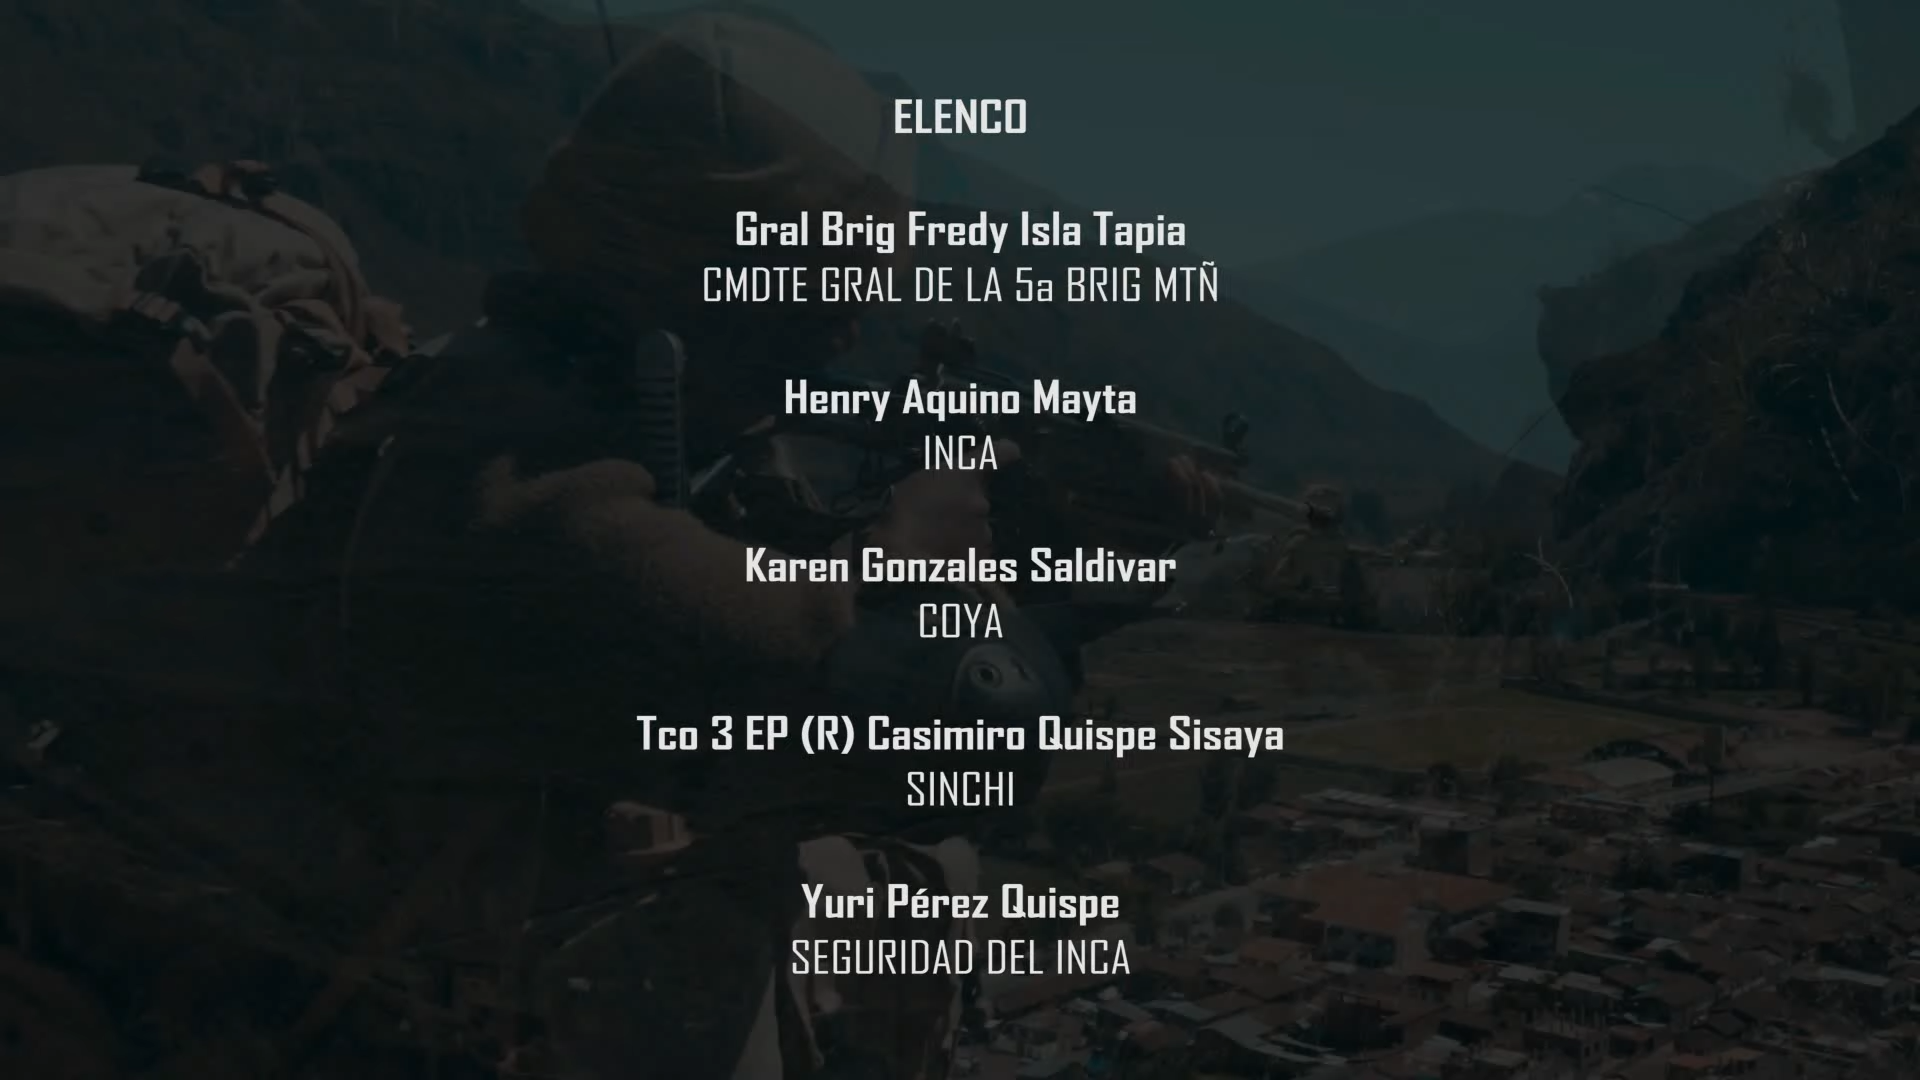 ELENCO
Gral Brig Fredy Isla Tapia
CMDTE GRAL DE LA 5a BRIG MTÑ
Henry Aquino Mayta
INCA
Karen Gonzales Saldivar
COYA
Tco 3 EP (R) Casimiro Quispe Sisaya
SINCHI
Yuri Pérez Quispe
SEGURIDAD DEL INCA